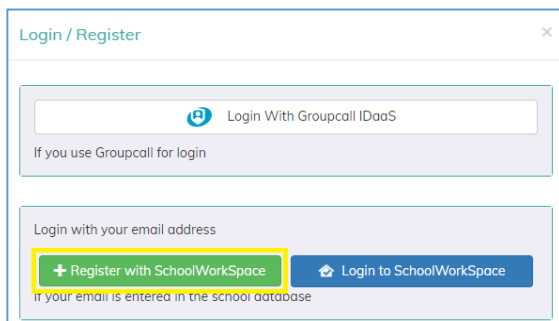 Login / Register ×
Login With Groupcall IDaaS
If you use Groupcall for login
Login with your email address
+ Register with SchoolWorkSpace Login to SchoolWorkSpace
If your email is entered in the school database